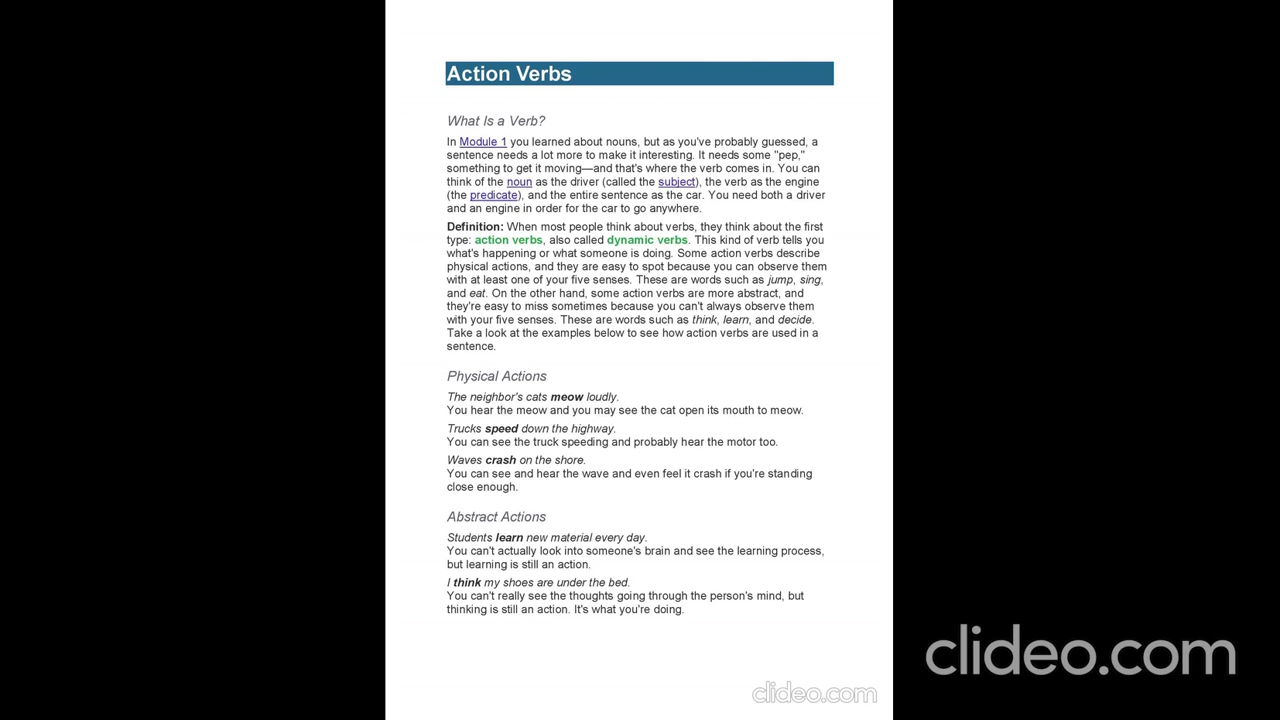 Action Verbs
What Is a Verb?
In Module 1 you learned about nouns, but as you've probably guessed, a
sentence needs a lot more to make it interesting. It needs some "pep,"
something to get it moving—and that's where the verb comes in. You can
think of the noun as the driver (called the subject), the verb as the engine
(the predicate), and the entire sentence as the car. You need both a driver
and an engine in order for the car to go anywhere.
Definition: When most people think about verbs, they think about the first
type: action verbs, also called dynamic verbs. This kind of verb tells you
what's happening or what someone is doing. Some action verbs describe
physical actions, and they are easy to spot because you can observe them
with at least one of your five senses. These are words such as jump, sing,
and eat. On the other hand, some action verbs are more abstract, and
they're easy to miss sometimes because you can't always observe them
with your five senses. These are words such as think, learn, and decide.
Take a look at the examples below to see how action verbs are used in a
sentence.
Physical Actions
The neighbor's cats meow loudly.
You hear the meow and you may see the cat open its mouth to meow.
Trucks speed down the highway.
You can see the truck speeding and probably hear the motor too.
Waves crash on the shore.
You can see and hear the wave and even feel it crash if you're standing
close enough.
Abstract Actions
Students learn new material every day.
You can't actually look into someone's brain and see the learning process,
but learning is still an action.
I think my shoes are under the bed.
You can't really see the thoughts going through the person's mind, but
thinking is still an action. It's what you're doing.
clideo.com
clideo.com